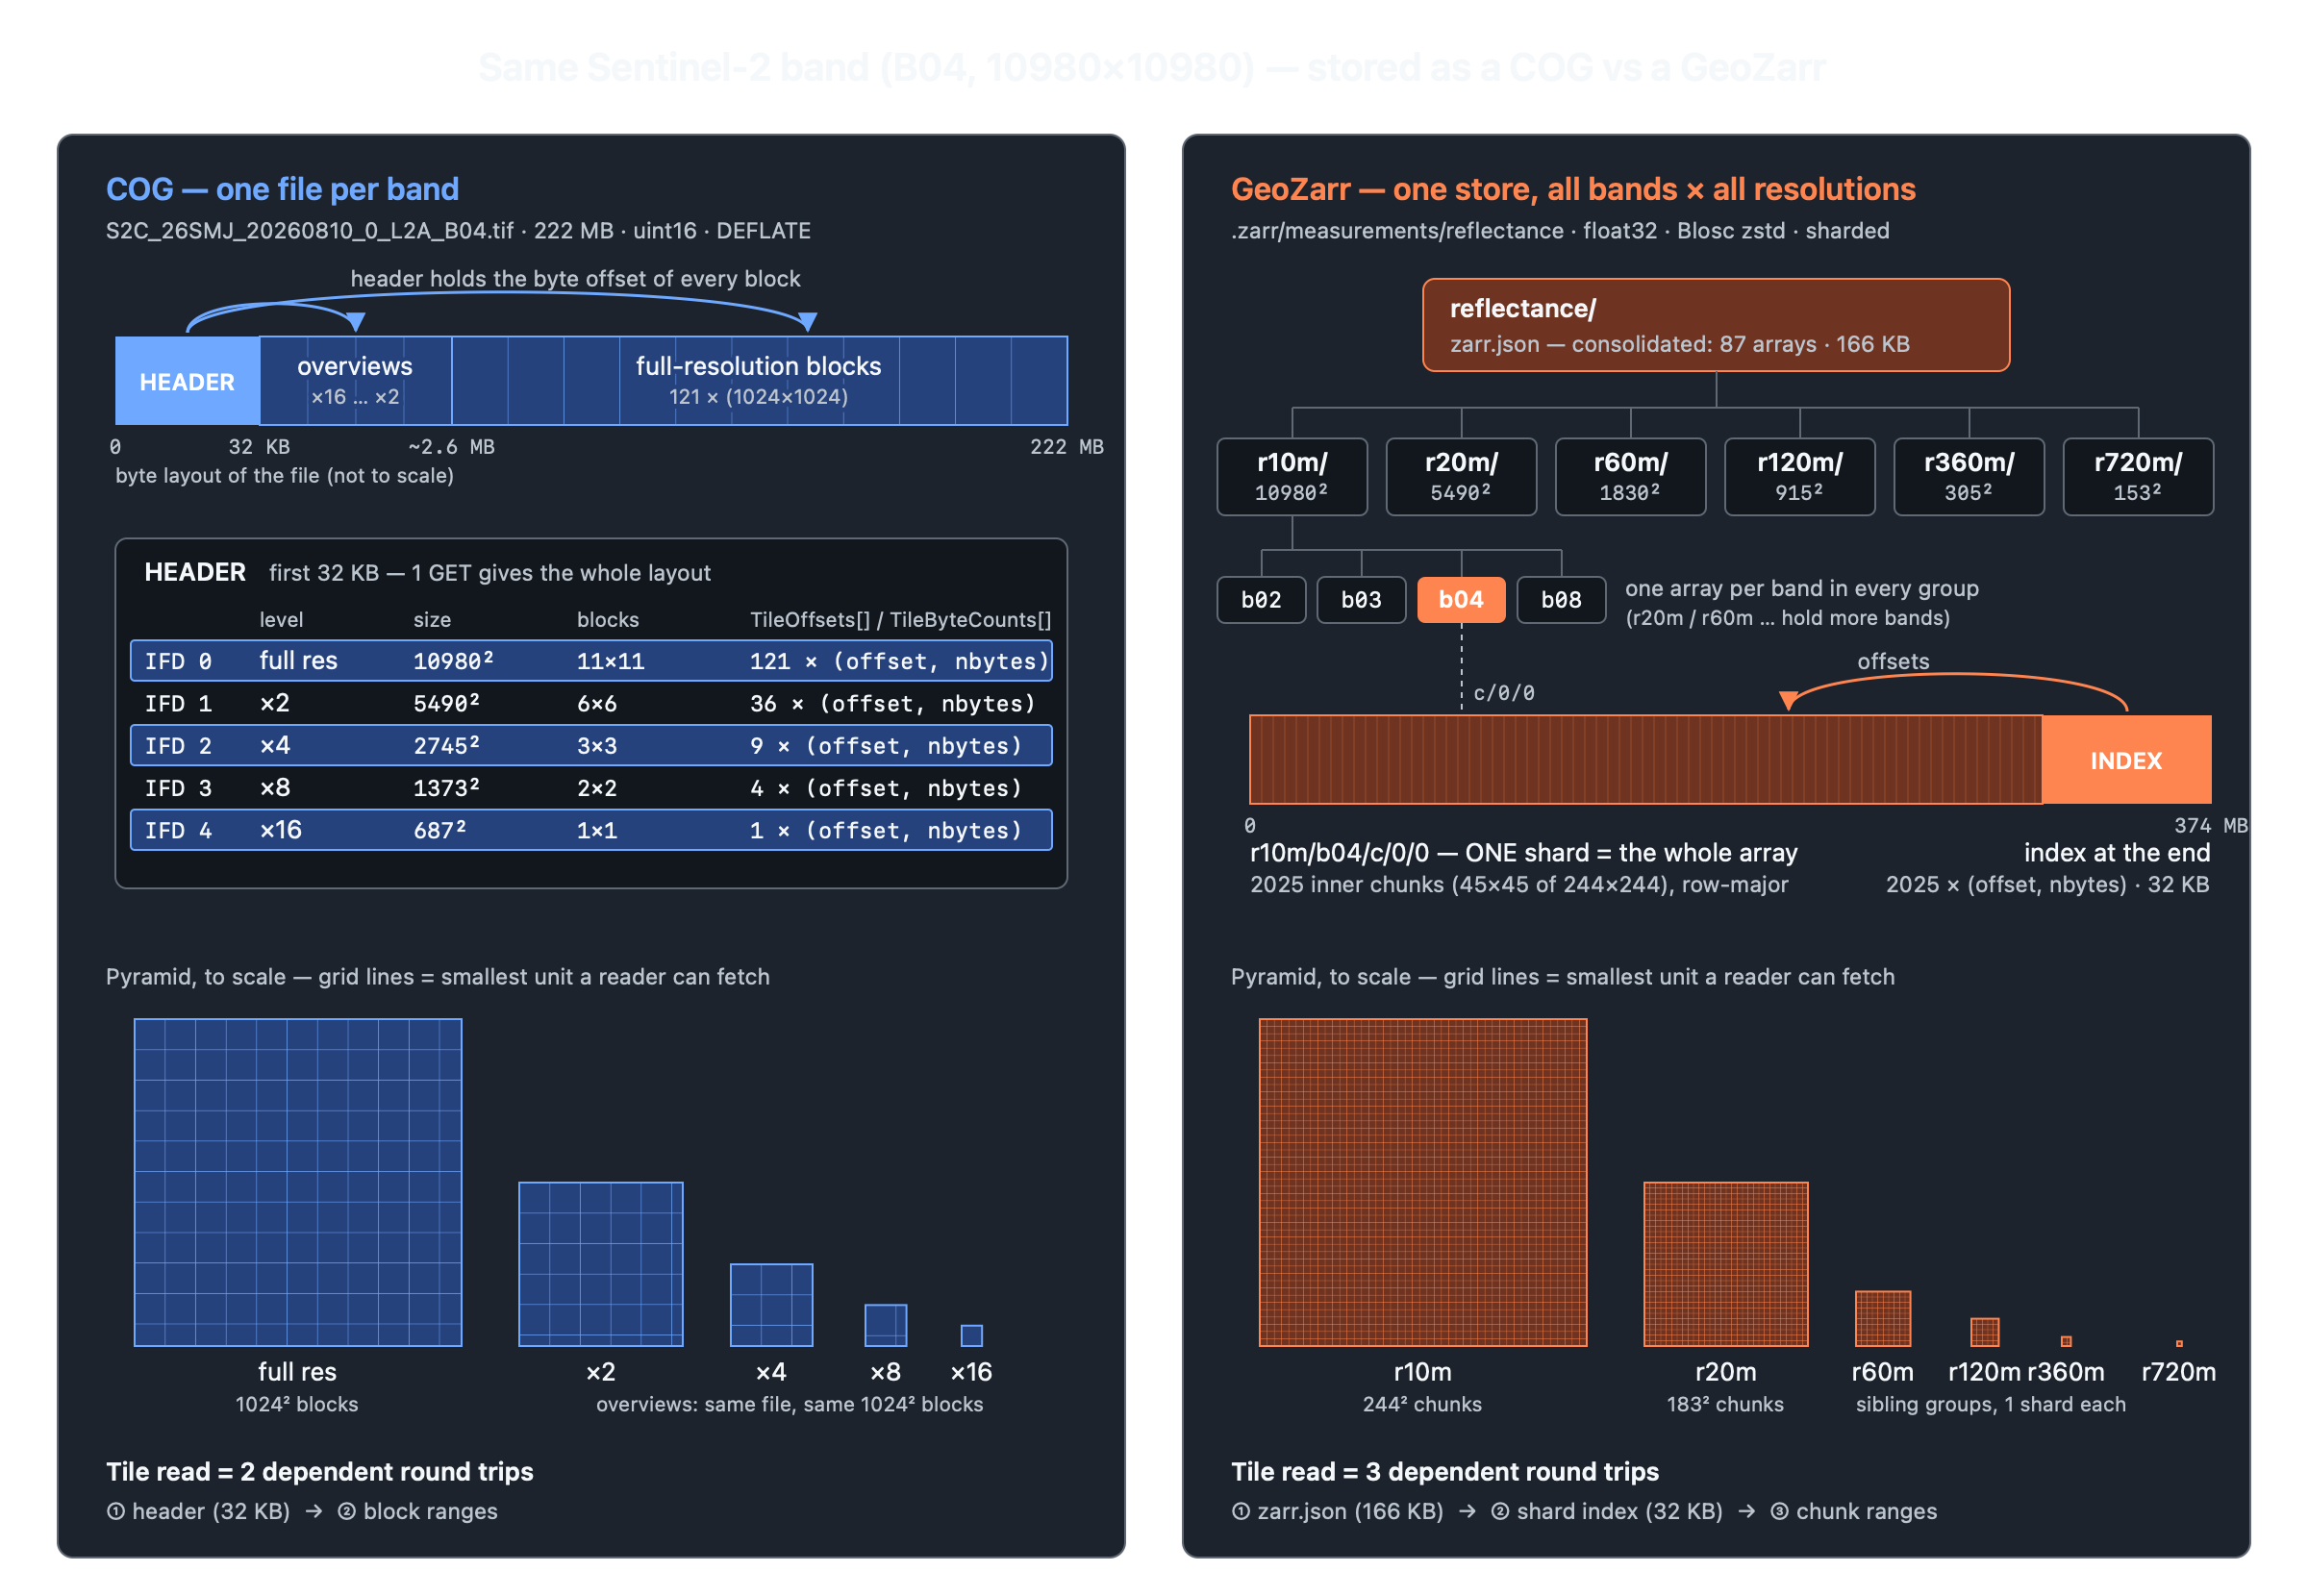 Same Sentinel-2 band (B04, 10980×10980) — stored as a COG vs a GeoZarr
COG — one file per band
S2C_26SMJ_20260810_0_L2A_B04.tif · 222 MB · uint16 · DEFLATE
header holds the byte offset of every block
HEADER
overviews
×16 … ×2
full-resolution blocks
121 × (1024×1024)
0 32 KB ~2.6 MB 222 MB
byte layout of the file (not to scale)
HEADER first 32 KB — 1 GET gives the whole layout
level size blocks TileOffsets[] / TileByteCounts[]
IFD 0 full res 10980² 11×11 121 × (offset, nbytes)
IFD 1 ×2 5490² 6×6 36 × (offset, nbytes)
IFD 2 ×4 2745² 3×3 9 × (offset, nbytes)
IFD 3 ×8 1373² 2×2 4 × (offset, nbytes)
IFD 4 ×16 687² 1×1 1 × (offset, nbytes)
Pyramid, to scale — grid lines = smallest unit a reader can fetch
full res ×2 ×4 ×8 ×16
1024² blocks overviews: same file, same 1024² blocks
Tile read = 2 dependent round trips
① header (32 KB) → ② block ranges
GeoZarr — one store, all bands × all resolutions
.zarr/measurements/reflectance · float32 · Blosc zstd · sharded
reflectance/
zarr.json — consolidated: 87 arrays · 166 KB
r10m/ r20m/ r60m/ r120m/ r360m/ r720m/
10980² 5490² 1830² 915² 305² 153²
b02 b03 b04 b08
one array per band in every group
(r20m / r60m … hold more bands)
offsets
c/0/0
INDEX
0 374 MB
r10m/b04/c/0/0 — ONE shard = the whole array index at the end
2025 inner chunks (45×45 of 244×244), row-major 2025 × (offset, nbytes) · 32 KB
Pyramid, to scale — grid lines = smallest unit a reader can fetch
r10m r20m r60m r120m r360m r720m
244² chunks 183² chunks sibling groups, 1 shard each
Tile read = 3 dependent round trips
① zarr.json (166 KB) → ② shard index (32 KB) → ③ chunk ranges